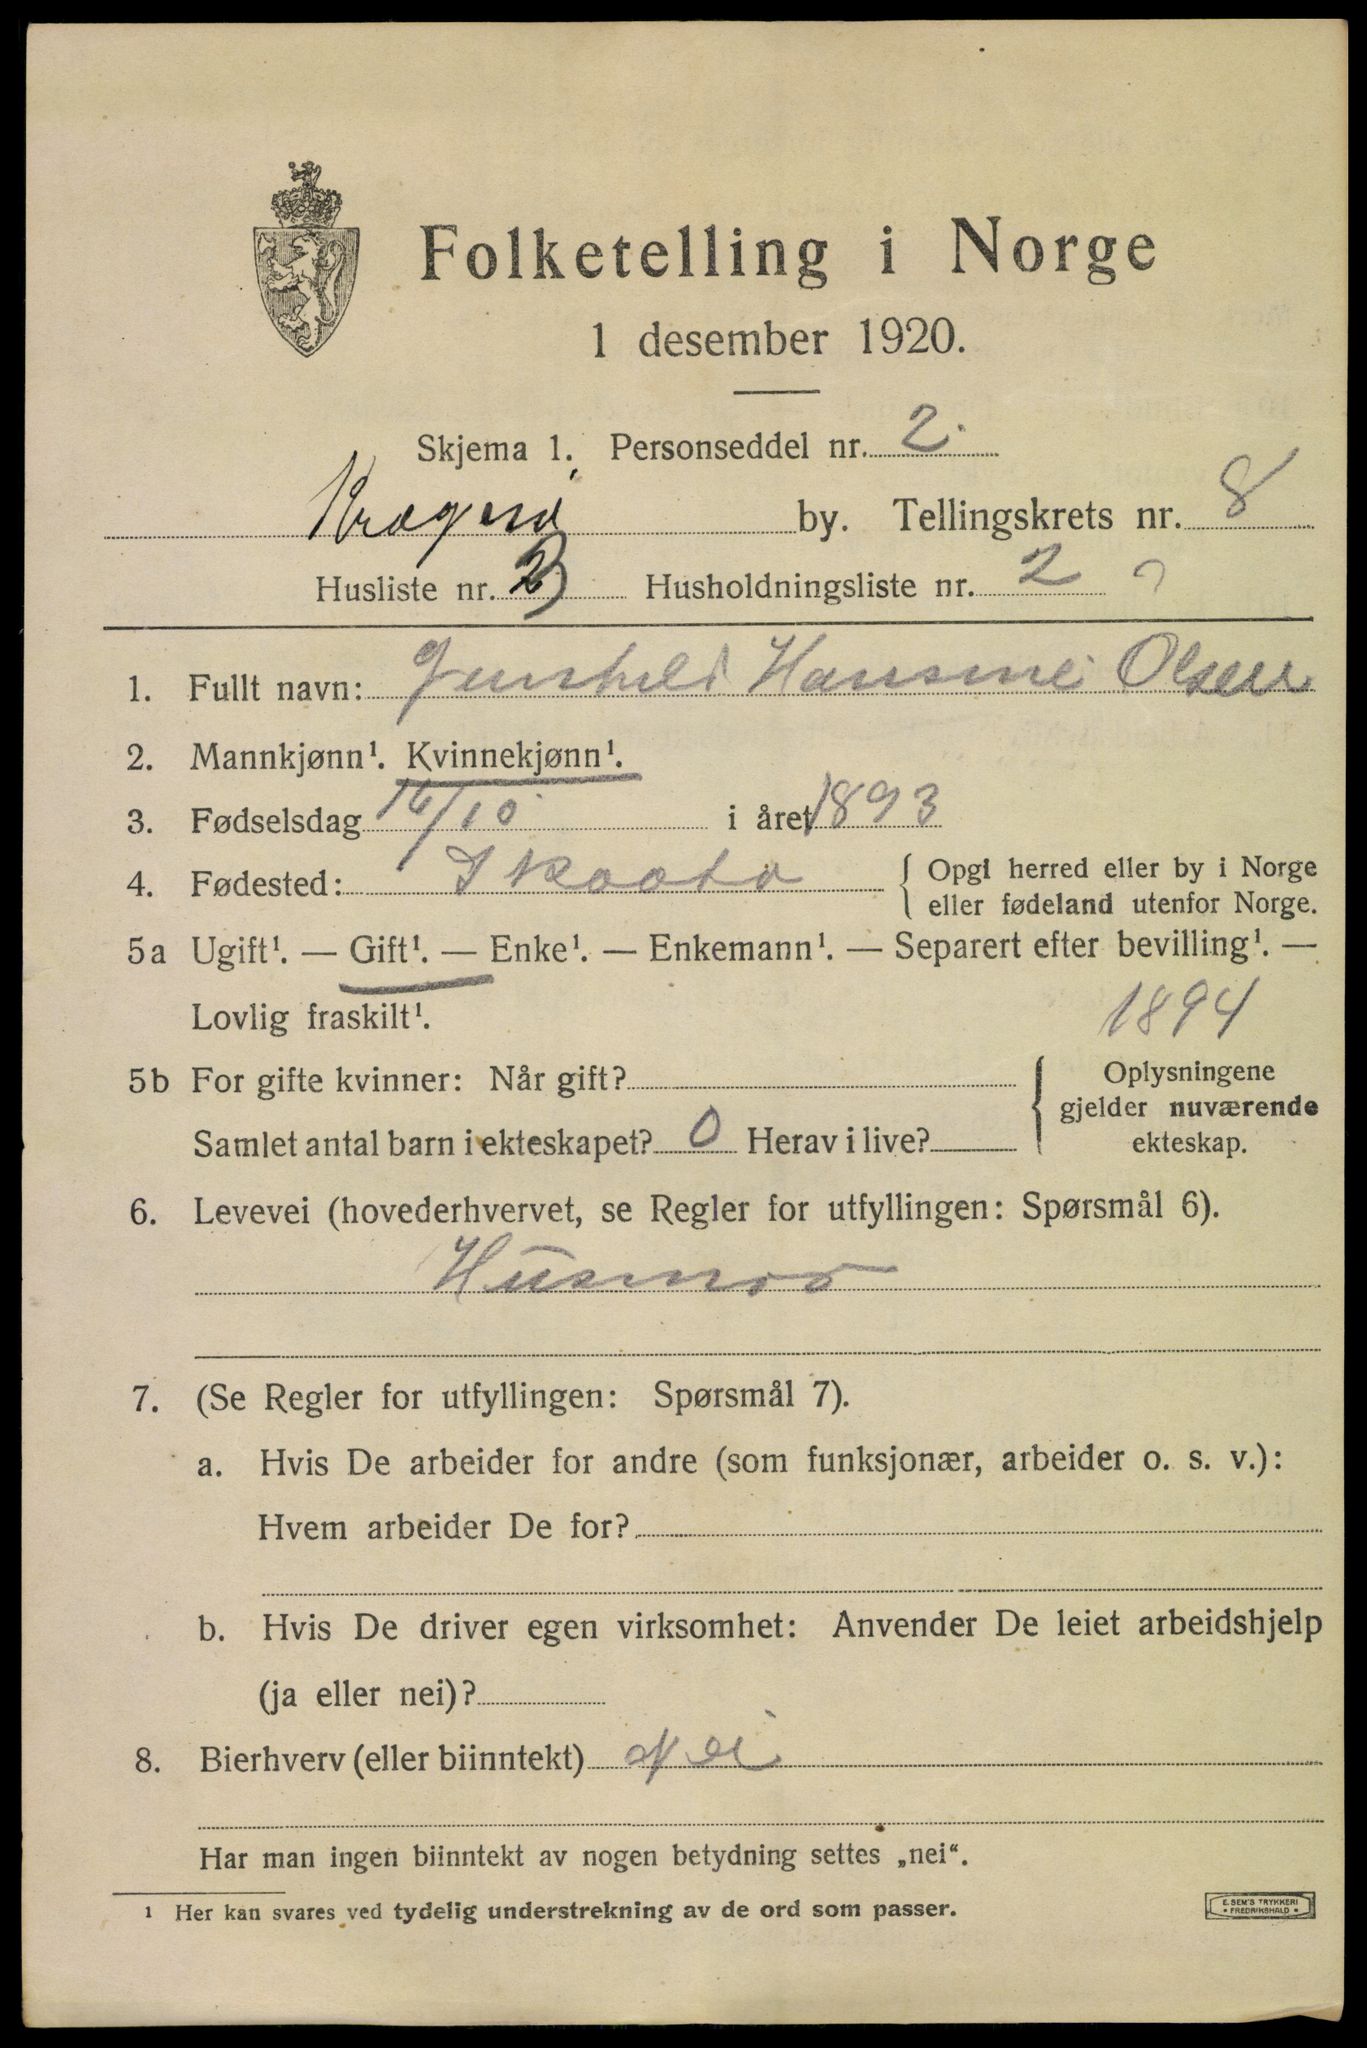 Folketelling i Norge
1 desember 1920.
Skjema 1. Personseddel nr. 2.
Kragerø by. Tellingskrets nr. 8
Husliste nr. Husholdningsliste nr. 2
1. Fullt navn: Gunhild Hansine Olsen
2. Mannkjønn¹. Kvinnekjønn¹.
3. Fødselsdag 16/10 i året 1893
4. Fødested: Skaatø { Opgi herred eller by i Norge
eller fødeland utenfor Norge.
5a Ugift¹. — Gift¹. — Enke¹. — Enkemann¹. — Separert efter bevilling¹. —
Lovlig fraskilt¹. 1894
5b For gifte kvinner: Når gift? { Oplysningene
gjelder nuværende
Samlet antal barn i ekteskapet? 0 Herav i live? ekteskap.
6. Levevei (hovederhvervet, se Regler for utfyllingen: Spørsmål 6).
Husmor
7. (Se Regler for utfyllingen: Spørsmål 7).
a. Hvis De arbeider for andre (som funksjonær, arbeider o. s. v.):
Hvem arbeider De for?
b. Hvis De driver egen virksomhet: Anvender De leiet arbeidshjelp
(ja eller nei)?
8. Bierhverv (eller biinntekt) Nei
Har man ingen biinntekt av nogen betydning settes „nei“.
¹ Her kan svares ved tydelig understrekning av de ord som passer.
E. SEM'S TRYKKERI
• FREDRIKSHALD •